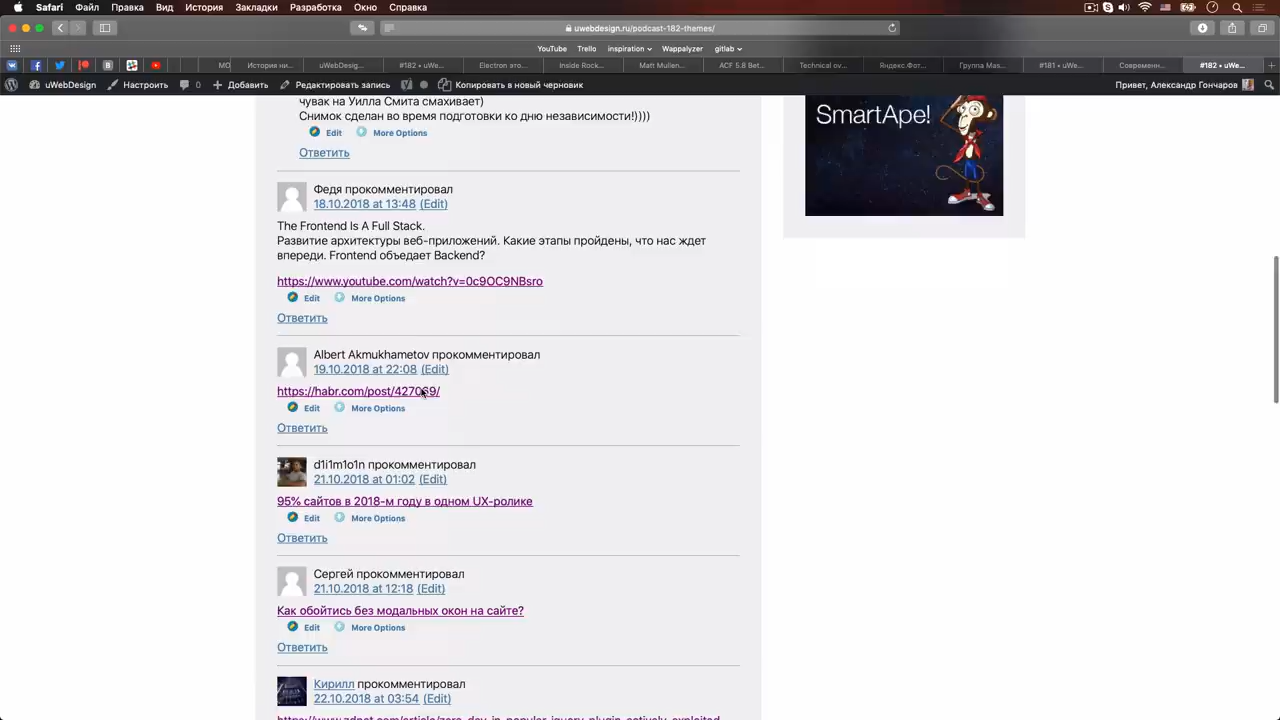 Safari Файл Правка Вид История Закладки Разработка Окно Справка
uwebdesign.ru/podcast-182-themes/
YouTube Trello inspiration Wappalyzer gitlab
История ни... uWebDesig... #182 • uWe... Electron это... Inside Rock... Matt Mullen... ACF 5.8 Bet... Technical ov... Яндекс.Фот... Группа Mas... #181 • uWe... Современн... #182 • uWe...
uWebDesign Настроить 0 Добавить Редактировать запись Копировать в новый черновик Привет, Александр Гончаров
чувак на Уилла Смита смахивает)
Снимок сделан во время подготовки ко дню независимости!))))
Edit More Options
Ответить
SmartApe!
Федя прокомментировал
18.10.2018 at 13:48 (Edit)
The Frontend Is A Full Stack.
Развитие архитектуры веб-приложений. Какие этапы пройдены, что нас ждет
впереди. Frontend объедает Backend?
https://www.youtube.com/watch?v=0c9OC9NBsro
Edit More Options
Ответить
Albert Akmukhametov прокомментировал
19.10.2018 at 22:08 (Edit)
Edit More Options
Ответить
d1i1m1o1n прокомментировал
21.10.2018 at 01:02 (Edit)
95% сайтов в 2018-м году в одном UX-ролике
Edit More Options
Ответить
Сергей прокомментировал
21.10.2018 at 12:18 (Edit)
Как обойтись без модальных окон на сайте?
Edit More Options
Ответить
Кирилл прокомментировал
22.10.2018 at 03:54 (Edit)